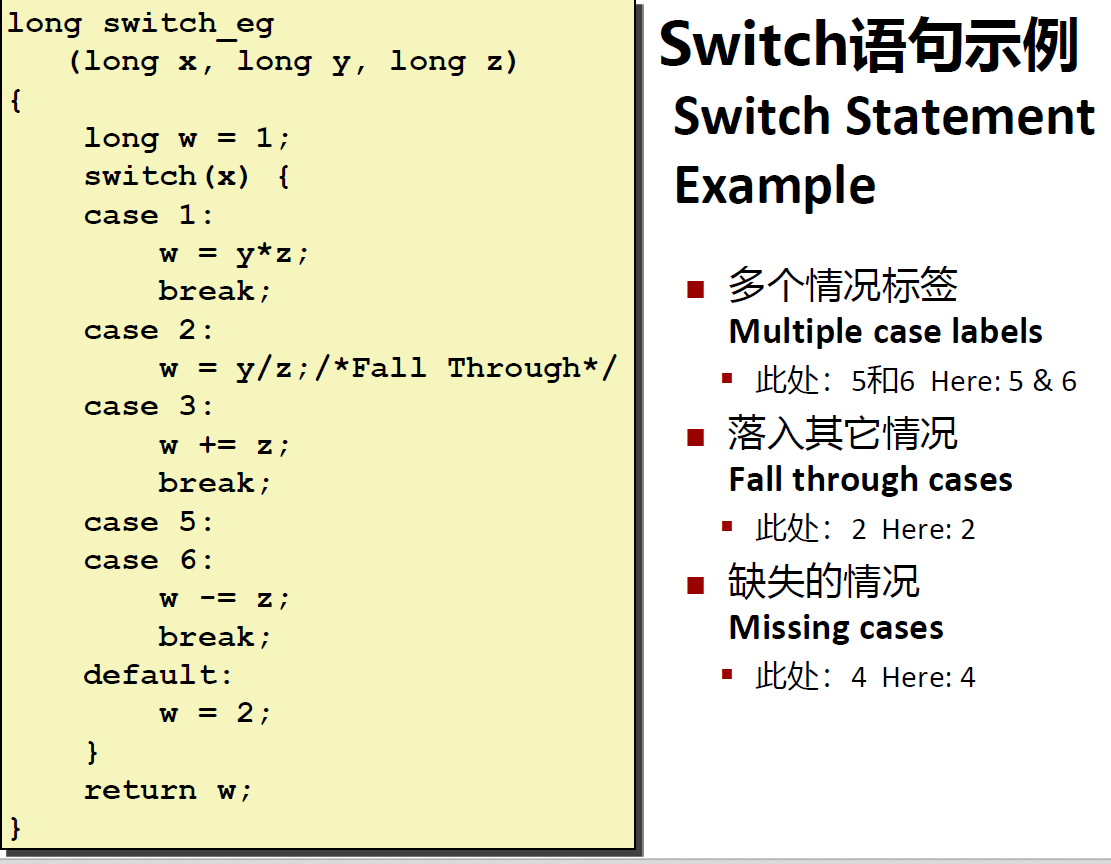 long switch_eg
   (long x, long y, long z)
{
    long w = 1;
    switch(x) {
    case 1:
        w = y*z;
        break;
    case 2:
        w = y/z;/*Fall Through*/
    case 3:
        w += z;
        break;
    case 5:
    case 6:
        w -= z;
        break;
    default:
        w = 2;
    }
    return w;
}
Switch语句示例
Switch Statement
Example
多个情况标签
Multiple case labels
此处：5和6 Here: 5 & 6
落入其它情况
Fall through cases
此处：2 Here: 2
缺失的情况
Missing cases
此处：4 Here: 4